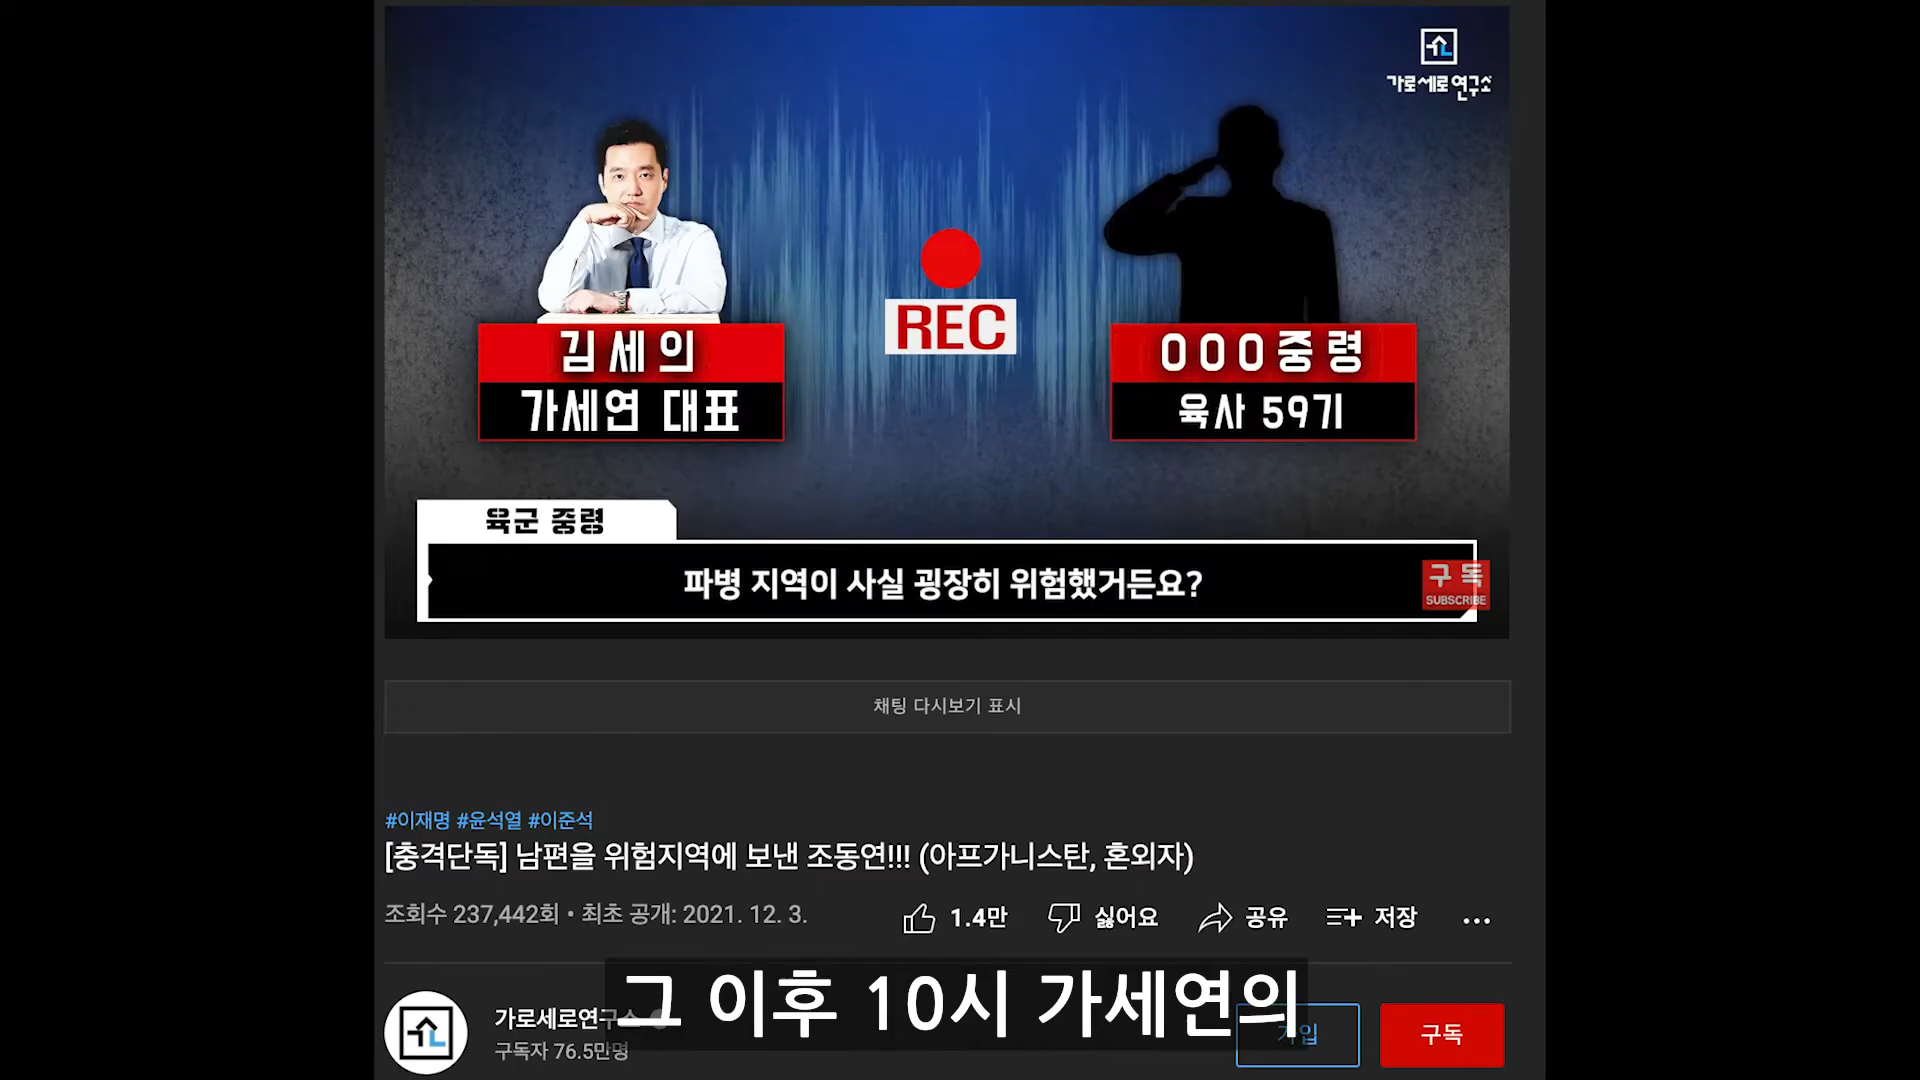 가로세로연구소
김세의
가세연 대표
REC
OOO중령
육사 59기
육군 중령
파병 지역이 사실 굉장히 위험했거든요?
구독
SUBSCRIBE
채팅 다시보기 표시
#이재명 #윤석열 #이준석
[충격단독] 남편을 위험지역에 보낸 조동연!!! (아프가니스탄, 혼외자)
조회수 237,442회 • 최초 공개: 2021. 12. 3.
1.4만
싫어요
공유
저장
가로세로연구소
구독자 76.5만명
그 이후 10시 가세연의
가입
구독